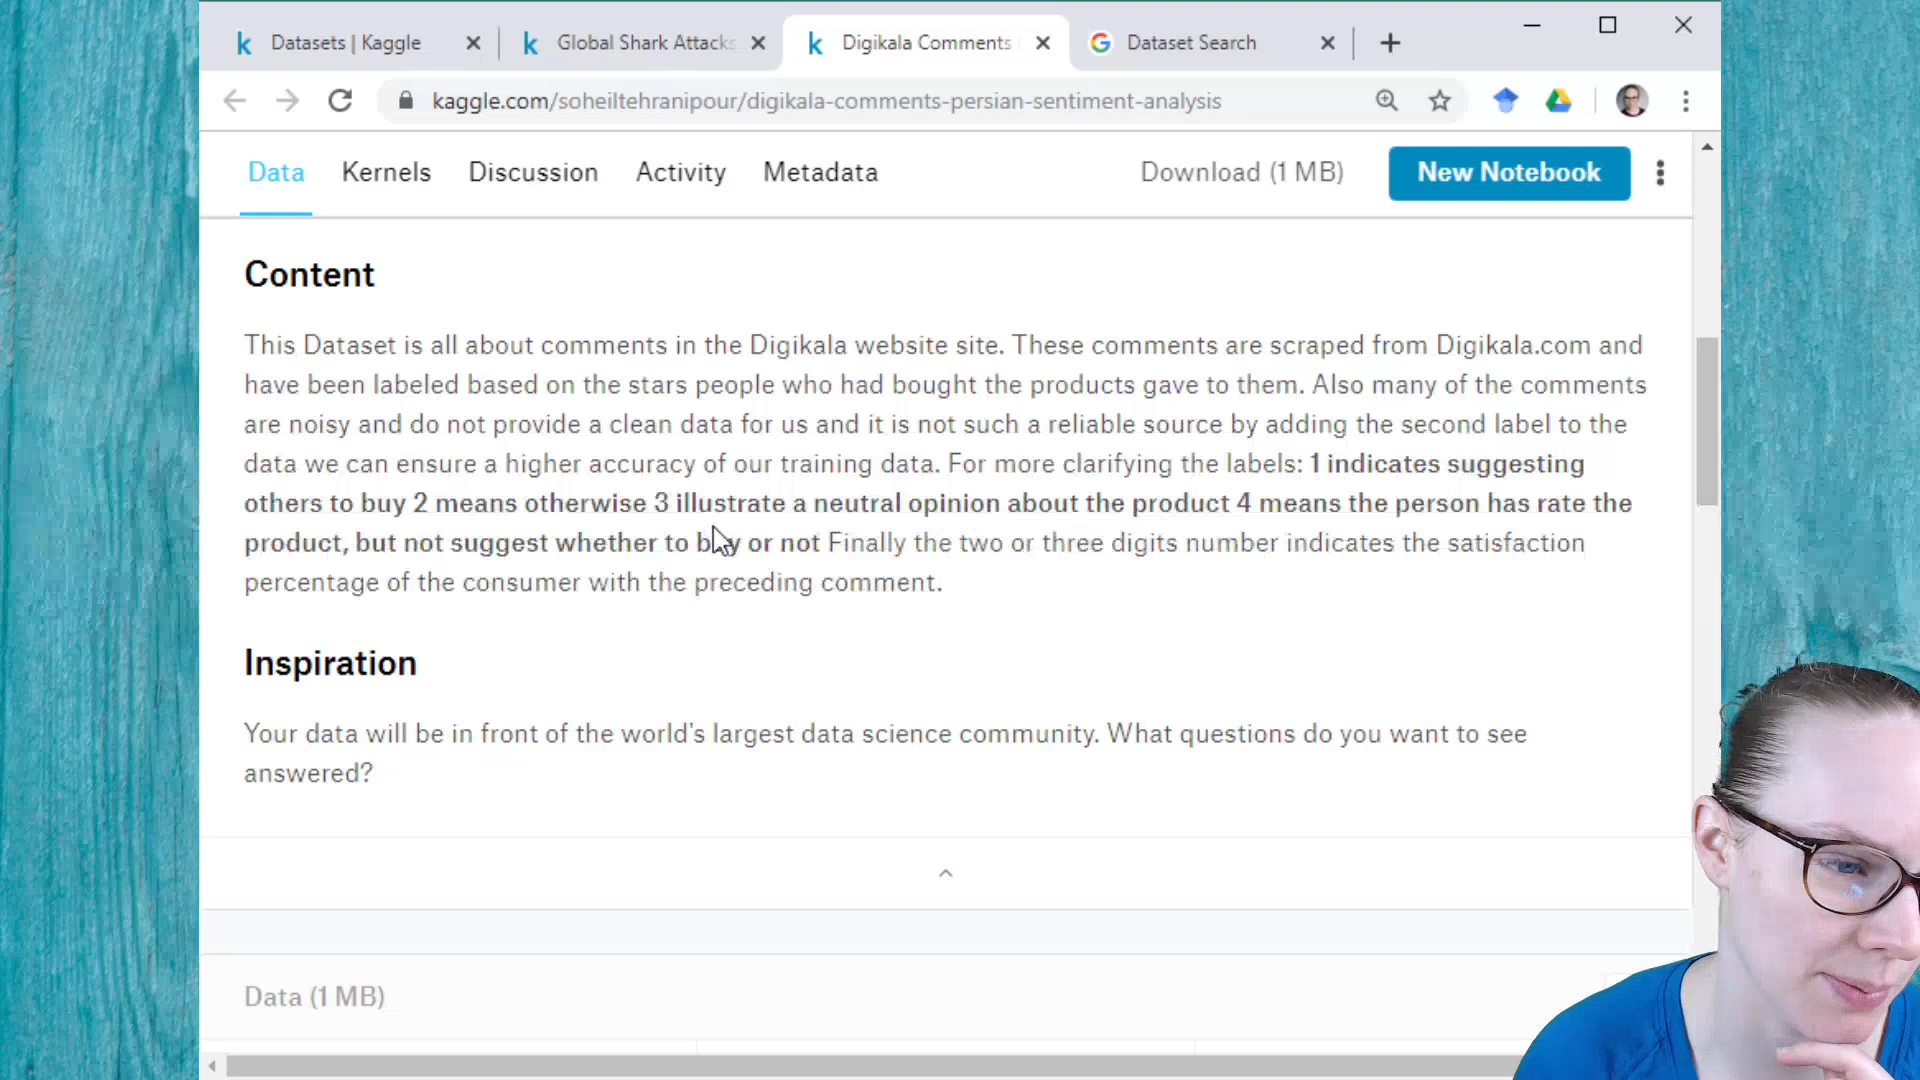 Datasets | Kaggle
Global Shark Attacks
Digikala Comments
Dataset Search
kaggle.com/soheiltehranipour/digikala-comments-persian-sentiment-analysis
Data Kernels Discussion Activity Metadata Download (1 MB) New Notebook
Content
This Dataset is all about comments in the Digikala website site. These comments are scraped from Digikala.com and
have been labeled based on the stars people who had bought the products gave to them. Also many of the comments
are noisy and do not provide a clean data for us and it is not such a reliable source by adding the second label to the
data we can ensure a higher accuracy of our training data. For more clarifying the labels: 1 indicates suggesting
others to buy 2 means otherwise 3 illustrate a neutral opinion about the product 4 means the person has rate the
product, but not suggest whether to buy or not Finally the two or three digits number indicates the satisfaction
percentage of the consumer with the preceding comment.
Inspiration
Your data will be in front of the world's largest data science community. What questions do you want to see
answered?
Data (1 MB)